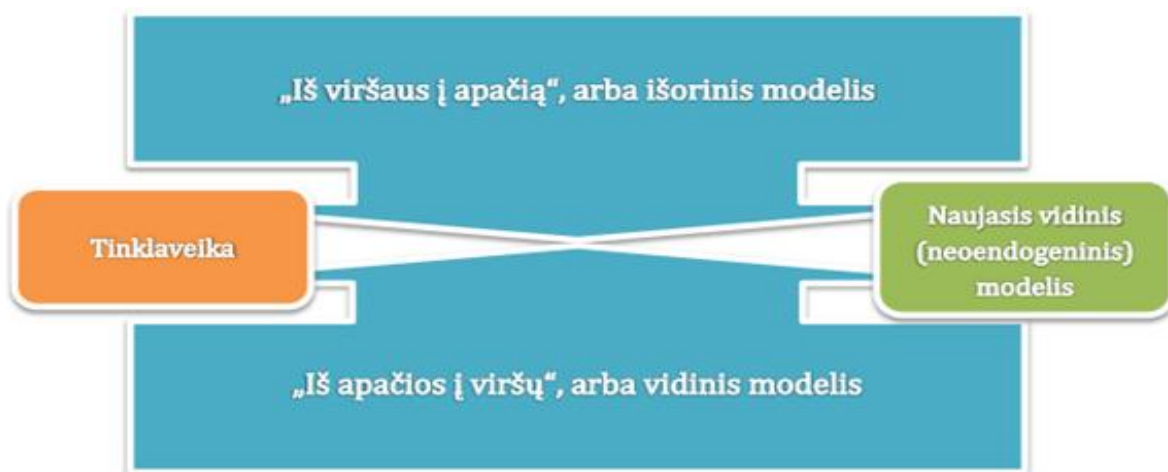 „Iš viršaus į apačią“, arba išorinis modelis
Tinklaveika
Naujasis vidinis
(neoendogeninis)
modelis
„Iš apačios į viršų“, arba vidinis modelis